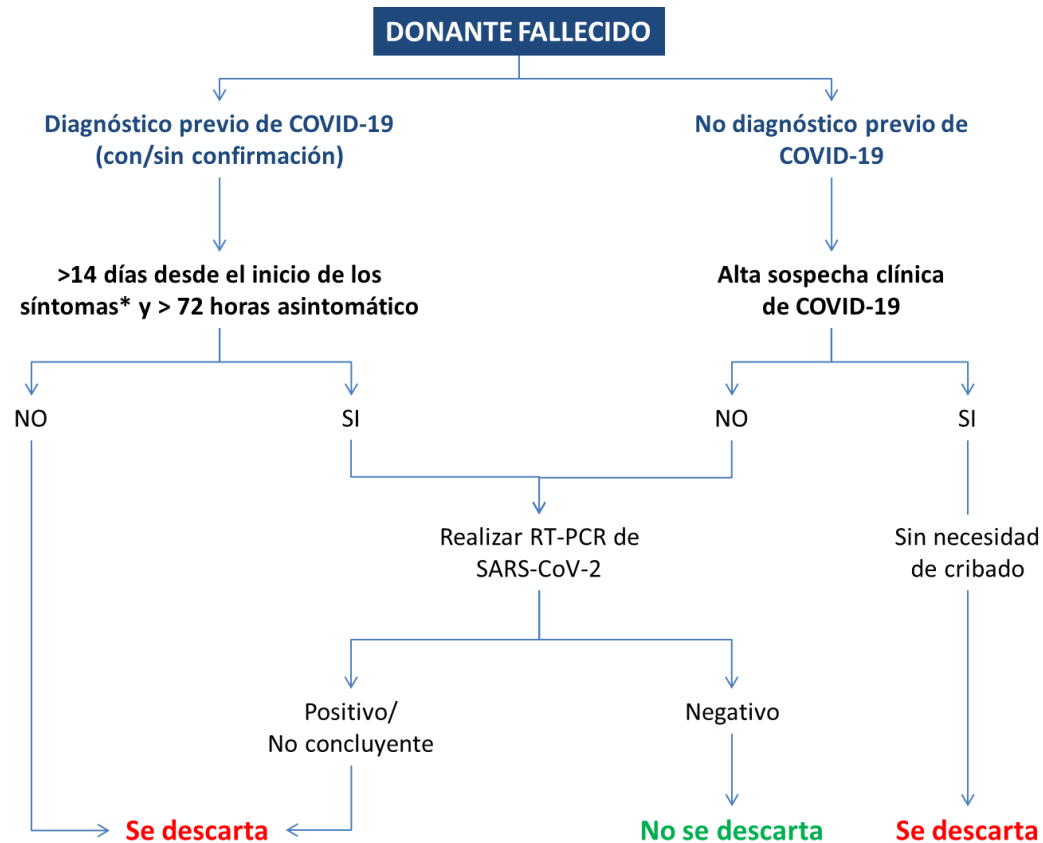 DONANTE FALLECIDO
Diagnóstico previo de COVID-19
(con/sin confirmación)
No diagnóstico previo de
COVID-19
>14 días desde el inicio de los
síntomas* y > 72 horas asintomático
Alta sospecha clínica
de COVID-19
NO
SI
NO
SI
Realizar RT-PCR de
SARS-CoV-2
Sin necesidad
de cribado
Positivo/
No concluyente
Negativo
Se descarta
No se descarta
Se descarta